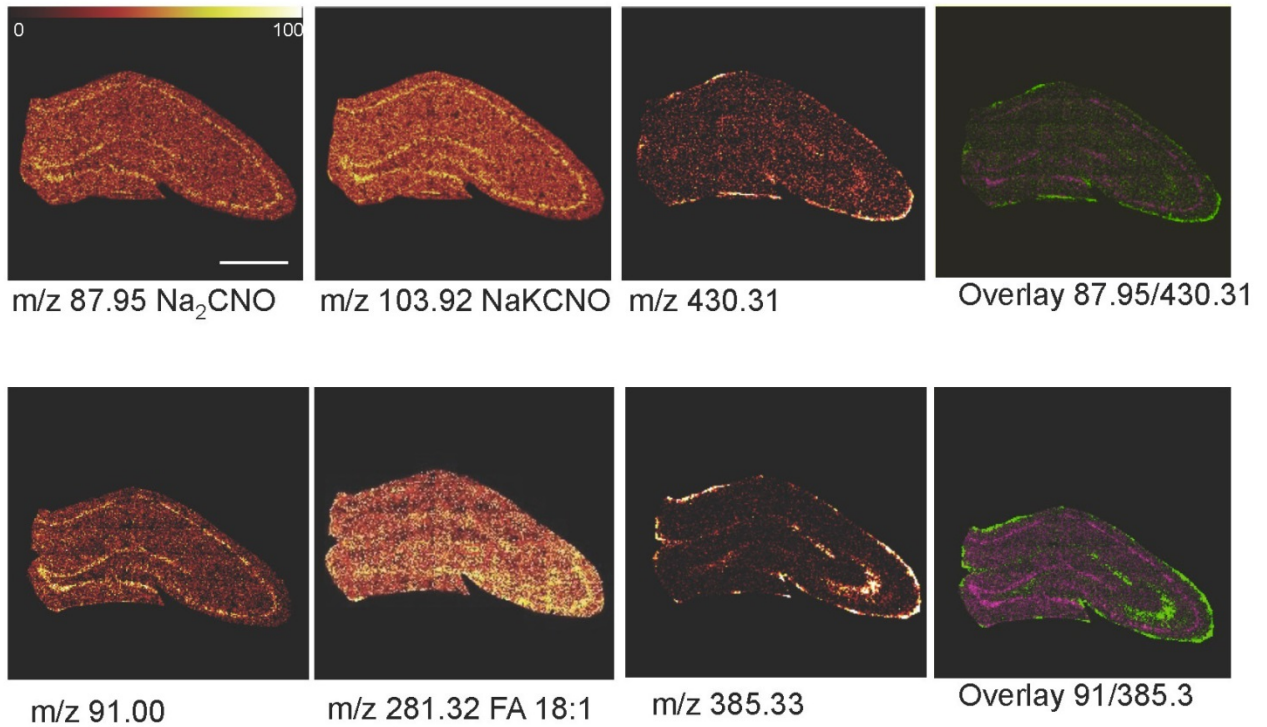 0 100
m/z 87.95 Na₂CNO
m/z 103.92 NaKCNO
m/z 430.31
Overlay 87.95/430.31
m/z 91.00
m/z 281.32 FA 18:1
m/z 385.33
Overlay 91/385.3